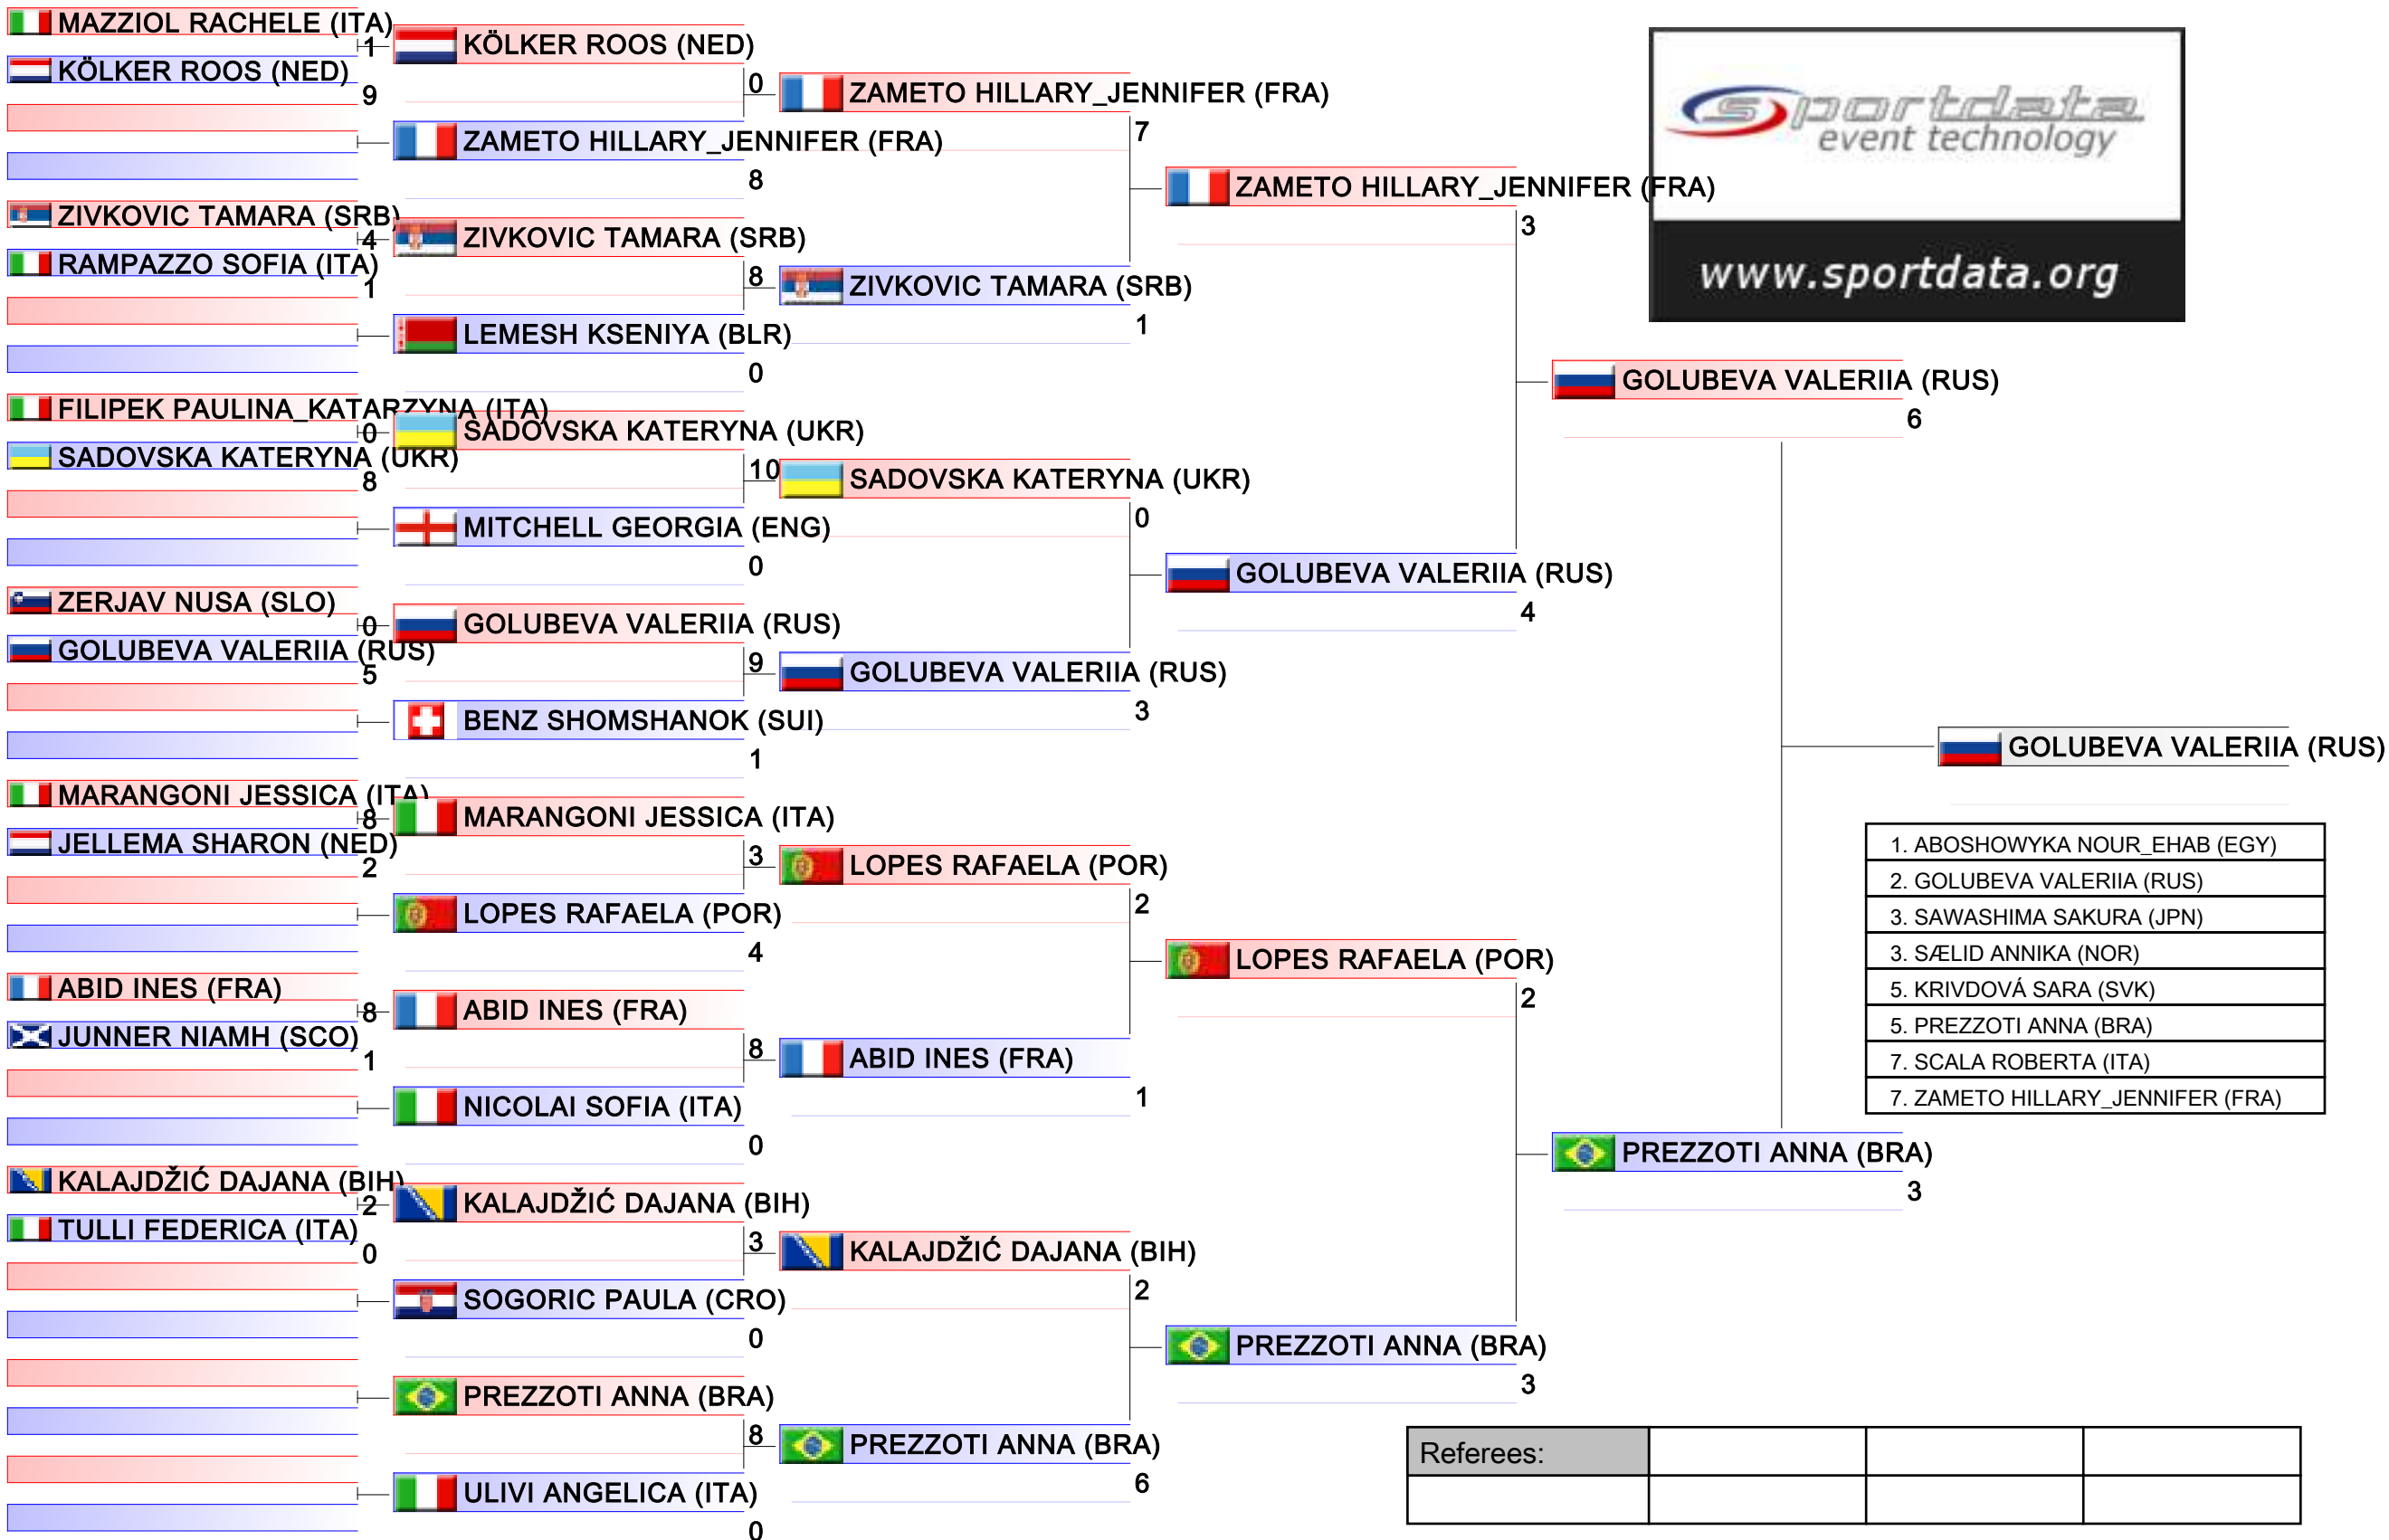 MAZZIOL RACHELE (ITA)
1
KÖLKER ROOS (NED)
9
ZIVKOVIC TAMARA (SRB)
4
RAMPAZZO SOFIA (ITA)
1
FILIPEK PAULINA_KATARZYNA (ITA)
0
SADOVSKA KATERYNA (UKR)
8
ZERJAV NUSA (SLO)
0
GOLUBEVA VALERIIA (RUS)
5
MARANGONI JESSICA (ITA)
8
JELLEMA SHARON (NED)
2
ABID INES (FRA)
8
JUNNER NIAMH (SCO)
1
KALAJDŽIĆ DAJANA (BIH)
2
TULLI FEDERICA (ITA)
0
KÖLKER ROOS (NED)
0
ZAMETO HILLARY_JENNIFER (FRA)
8
ZIVKOVIC TAMARA (SRB)
8
LEMESH KSENIYA (BLR)
0
SADOVSKA KATERYNA (UKR)
10
MITCHELL GEORGIA (ENG)
0
GOLUBEVA VALERIIA (RUS)
9
BENZ SHOMSHANOK (SUI)
1
MARANGONI JESSICA (ITA)
3
LOPES RAFAELA (POR)
4
ABID INES (FRA)
8
NICOLAI SOFIA (ITA)
0
KALAJDŽIĆ DAJANA (BIH)
3
SOGORIC PAULA (CRO)
0
PREZZOTI ANNA (BRA)
8
ULIVI ANGELICA (ITA)
0
ZAMETO HILLARY_JENNIFER (FRA)
7
ZIVKOVIC TAMARA (SRB)
1
SADOVSKA KATERYNA (UKR)
0
GOLUBEVA VALERIIA (RUS)
3
LOPES RAFAELA (POR)
2
ABID INES (FRA)
1
KALAJDŽIĆ DAJANA (BIH)
2
PREZZOTI ANNA (BRA)
6
ZAMETO HILLARY_JENNIFER (FRA)
3
GOLUBEVA VALERIIA (RUS)
4
LOPES RAFAELA (POR)
2
PREZZOTI ANNA (BRA)
3
GOLUBEVA VALERIIA (RUS)
6
PREZZOTI ANNA (BRA)
3
GOLUBEVA VALERIIA (RUS)
sportdata
event technology
www.sportdata.org
1. ABOSHOWYKA NOUR_EHAB (EGY)
2. GOLUBEVA VALERIIA (RUS)
3. SAWASHIMA SAKURA (JPN)
3. SÆLID ANNIKA (NOR)
5. KRIVDOVÁ SARA (SVK)
5. PREZZOTI ANNA (BRA)
7. SCALA ROBERTA (ITA)
7. ZAMETO HILLARY_JENNIFER (FRA)
Referees: